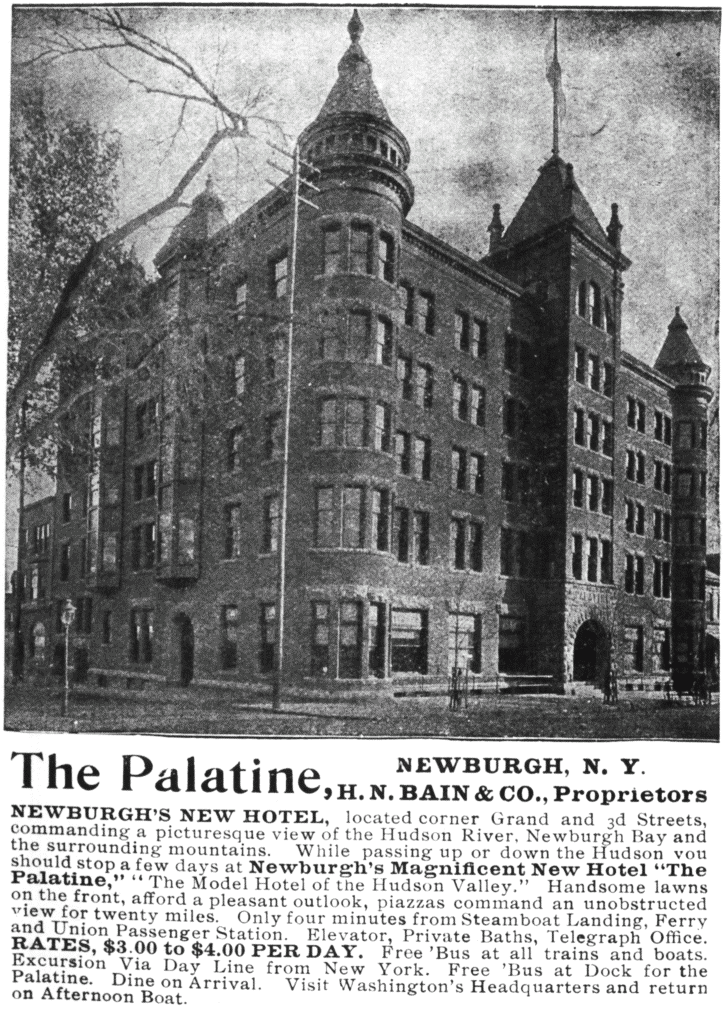 The Palatine, NEWBURGH, N. Y.
H. N. BAIN & CO., Proprietors
NEWBURGH'S NEW HOTEL, located corner Grand and 3d Streets,
commanding a picturesque view of the Hudson River, Newburgh Bay and
the surrounding mountains. While passing up or down the Hudson you
should stop a few days at Newburgh's Magnificent New Hotel "The
Palatine," "The Model Hotel of the Hudson Valley." Handsome lawns
on the front, afford a pleasant outlook, piazzas command an unobstructed
view for twenty miles. Only four minutes from Steamboat Landing, Ferry
and Union Passenger Station. Elevator, Private Baths, Telegraph Office.
RATES, $3.00 to $4.00 PER DAY. Free 'Bus at all trains and boats.
Excursion Via Day Line from New York. Free 'Bus at Dock for the
Palatine. Dine on Arrival. Visit Washington's Headquarters and return
on Afternoon Boat.